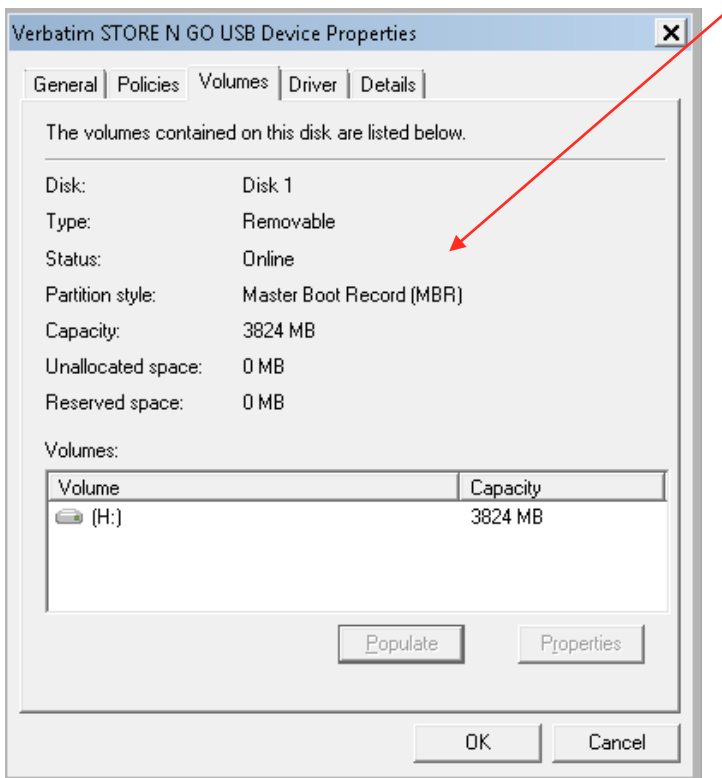 Verbatim STORE N GO USB Device Properties
General Policies Volumes Driver Details
The volumes contained on this disk are listed below.
Disk: Disk 1
Type: Removable
Status: Online
Partition style: Master Boot Record (MBR)
Capacity: 3824 MB
Unallocated space: 0 MB
Reserved space: 0 MB
Volumes:
Volume Capacity
(H:) 3824 MB
Populate Properties
OK Cancel